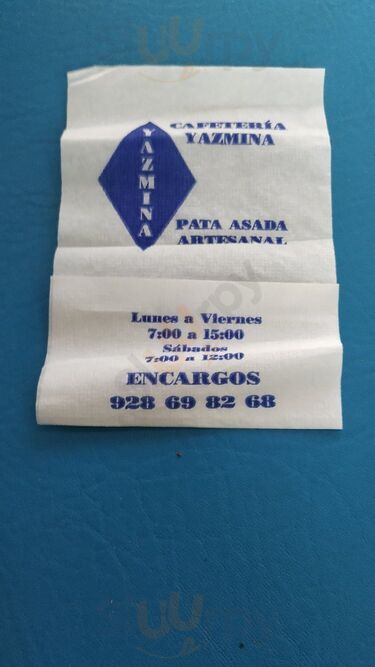 CAFETERÍA
YAZMINA
YAZMINA
PATA ASADA
ARTESANAL
Lunes a Viernes
7:00 a 15:00
Sábados
7:00 a 12:00
ENCARGOS
928 69 82 68